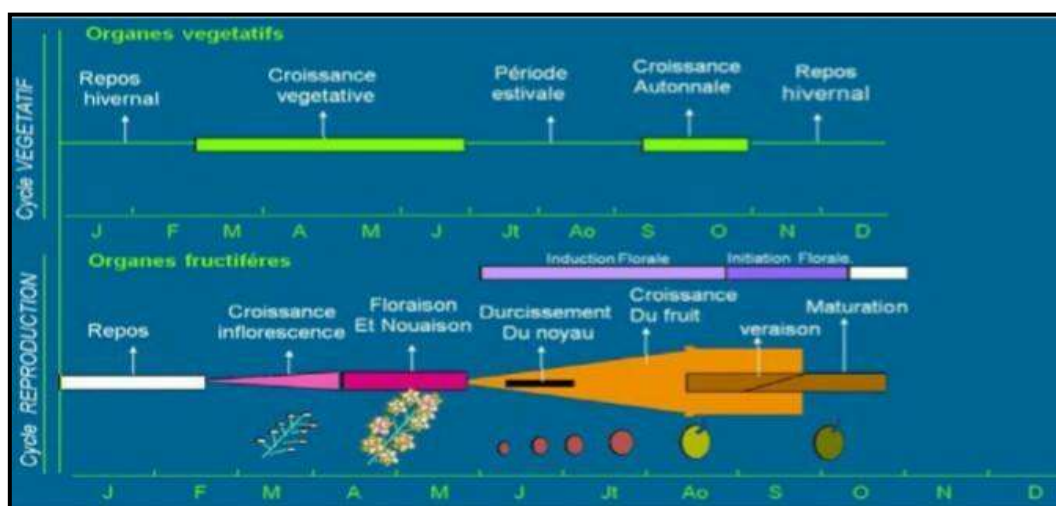 Organes vegetatifs
Cycle VEGETATIF
Repos
hivernal
Croissance
vegetative
Période
estivale
Croissance
Autonnale
Repos
hivernal
J F M A M J Jt Ao S O N D
Organes fructiféres
Cycle REPRODUCTION
Induction Florale
Initiation Florale.
Repos
Croissance
inflorescence
Floraison
Et Nouaison
Durcissement
Du noyau
Croissance
Du fruit
veraison
Maturation
J F M A M J Jt Ao S O N D